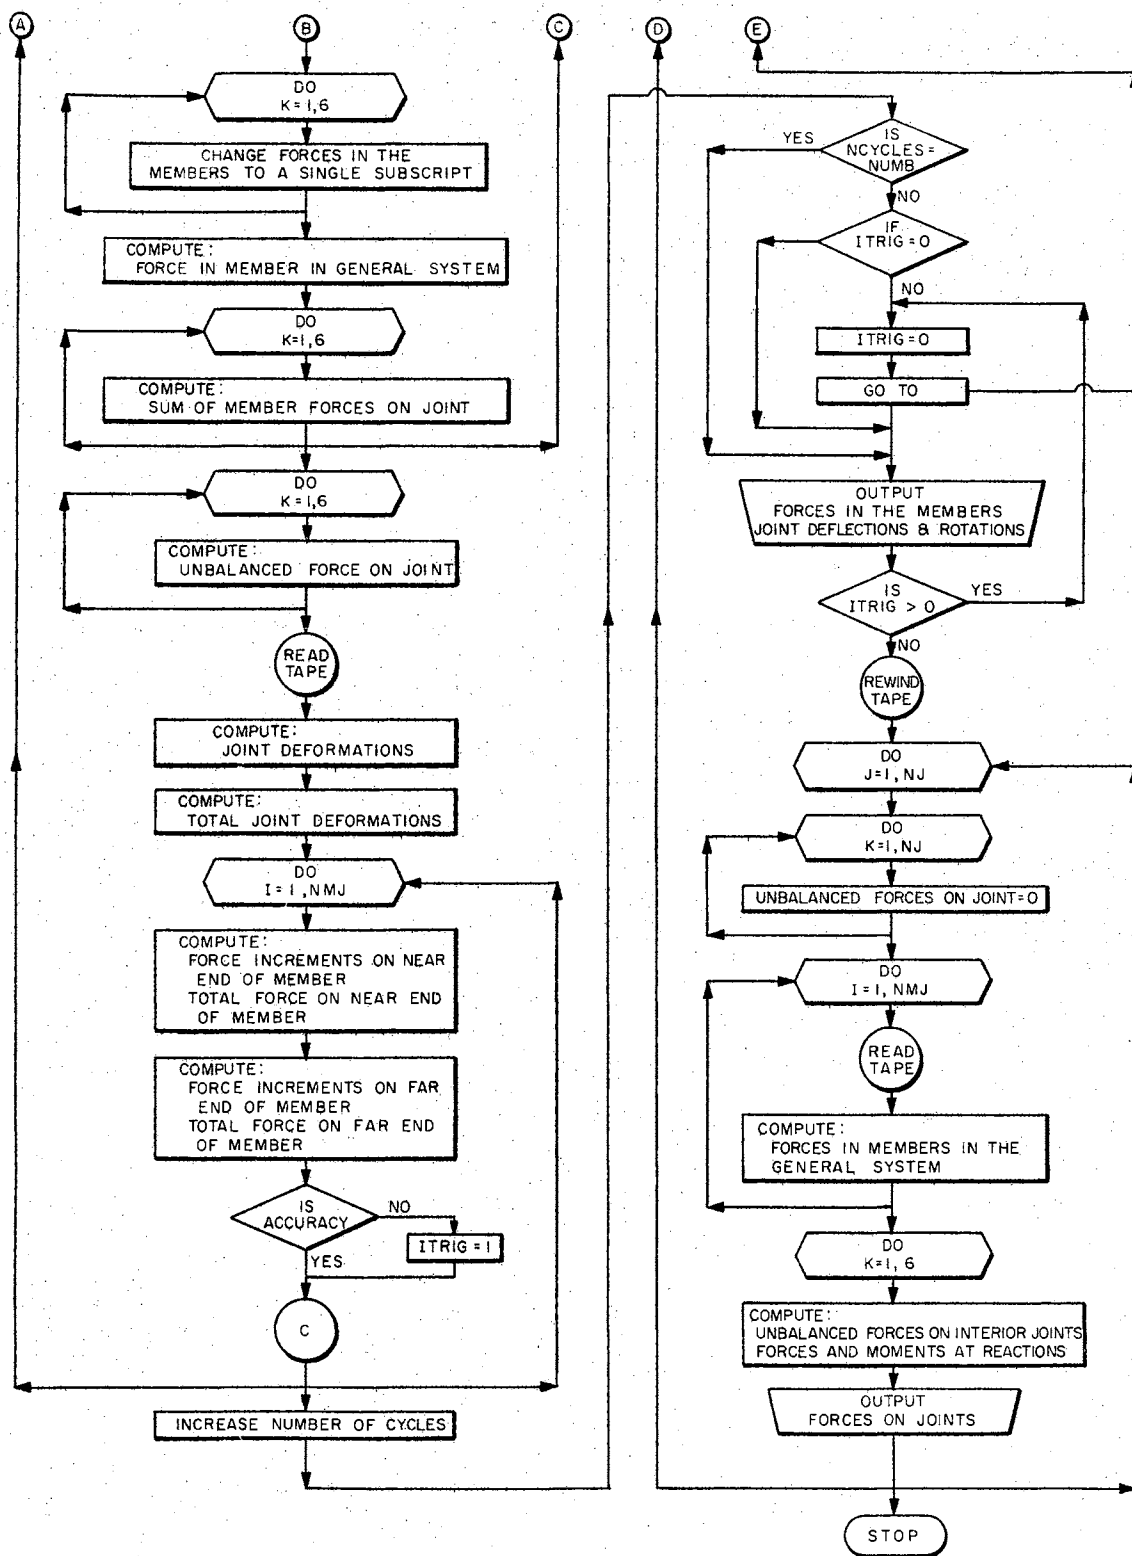 A
B
C
D
E
DO
K=1,6
CHANGE FORCES IN THE
MEMBERS TO A SINGLE SUBSCRIPT
COMPUTE:
FORCE IN MEMBER IN GENERAL SYSTEM
DO
K=1,6
COMPUTE:
SUM OF MEMBER FORCES ON JOINT
DO
K=1,6
COMPUTE:
UNBALANCED FORCE ON JOINT
READ
TAPE
COMPUTE:
JOINT DEFORMATIONS
COMPUTE:
TOTAL JOINT DEFORMATIONS
DO
I=1,NMJ
COMPUTE:
FORCE INCREMENTS ON NEAR
END OF MEMBER
TOTAL FORCE ON NEAR END
OF MEMBER
COMPUTE:
FORCE INCREMENTS ON FAR
END OF MEMBER
TOTAL FORCE ON FAR END
OF MEMBER
IS
ACCURACY
NO
ITRIG=1
YES
C
INCREASE NUMBER OF CYCLES
YES
IS
NCYCLES=
NUMB
NO
IF
ITRIG=0
NO
ITRIG=0
GO TO
OUTPUT
FORCES IN THE MEMBERS
JOINT DEFLECTIONS & ROTATIONS
IS
ITRIG > 0
YES
NO
REWIND
TAPE
DO
J=1,NJ
DO
K=1,NJ
UNBALANCED FORCES ON JOINT=0
DO
I=1,NMJ
READ
TAPE
COMPUTE:
FORCES IN MEMBERS IN THE
GENERAL SYSTEM
DO
K=1,6
COMPUTE:
UNBALANCED FORCES ON INTERIOR JOINTS
FORCES AND MOMENTS AT REACTIONS
OUTPUT
FORCES ON JOINTS
STOP